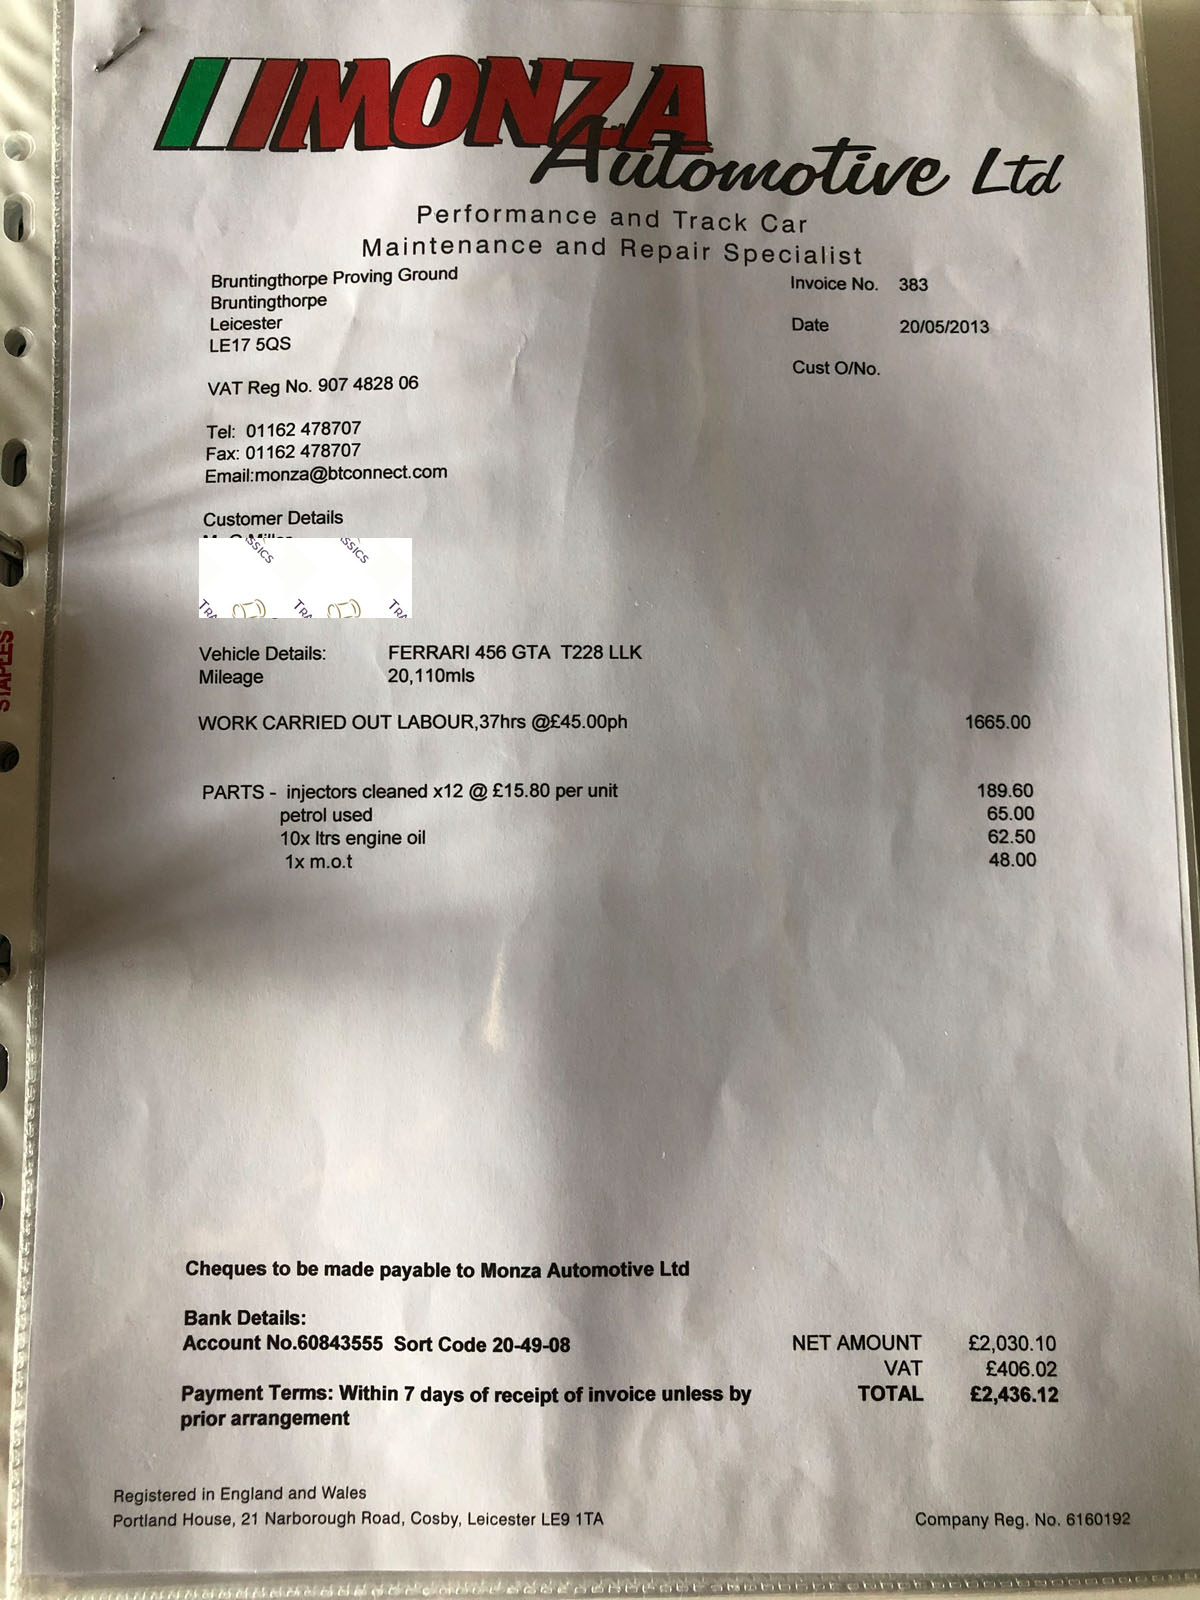 MONZA
Automotive Ltd
Performance and Track Car
Maintenance and Repair Specialist
Bruntingthorpe Proving Ground
Bruntingthorpe
Leicester
LE17 5QS
Invoice No. 383
Date 20/05/2013
Cust O/No.
VAT Reg No. 907 4828 06
Tel: 01162 478707
Fax: 01162 478707
Email:monza@btconnect.com
Customer Details
SSICS SSICS
TRA TRA TRA
Vehicle Details: FERRARI 456 GTA T228 LLK
Mileage 20,110mls
WORK CARRIED OUT LABOUR,37hrs @£45.00ph 1665.00
PARTS - injectors cleaned x12 @ £15.80 per unit 189.60
petrol used 65.00
10x ltrs engine oil 62.50
1x m.o.t 48.00
Cheques to be made payable to Monza Automotive Ltd
Bank Details:
Account No.60843555 Sort Code 20-49-08
NET AMOUNT £2,030.10
VAT £406.02
TOTAL £2,436.12
Payment Terms: Within 7 days of receipt of invoice unless by
prior arrangement
Registered in England and Wales
Portland House, 21 Narborough Road, Cosby, Leicester LE9 1TA
Company Reg. No. 6160192
STAPLES